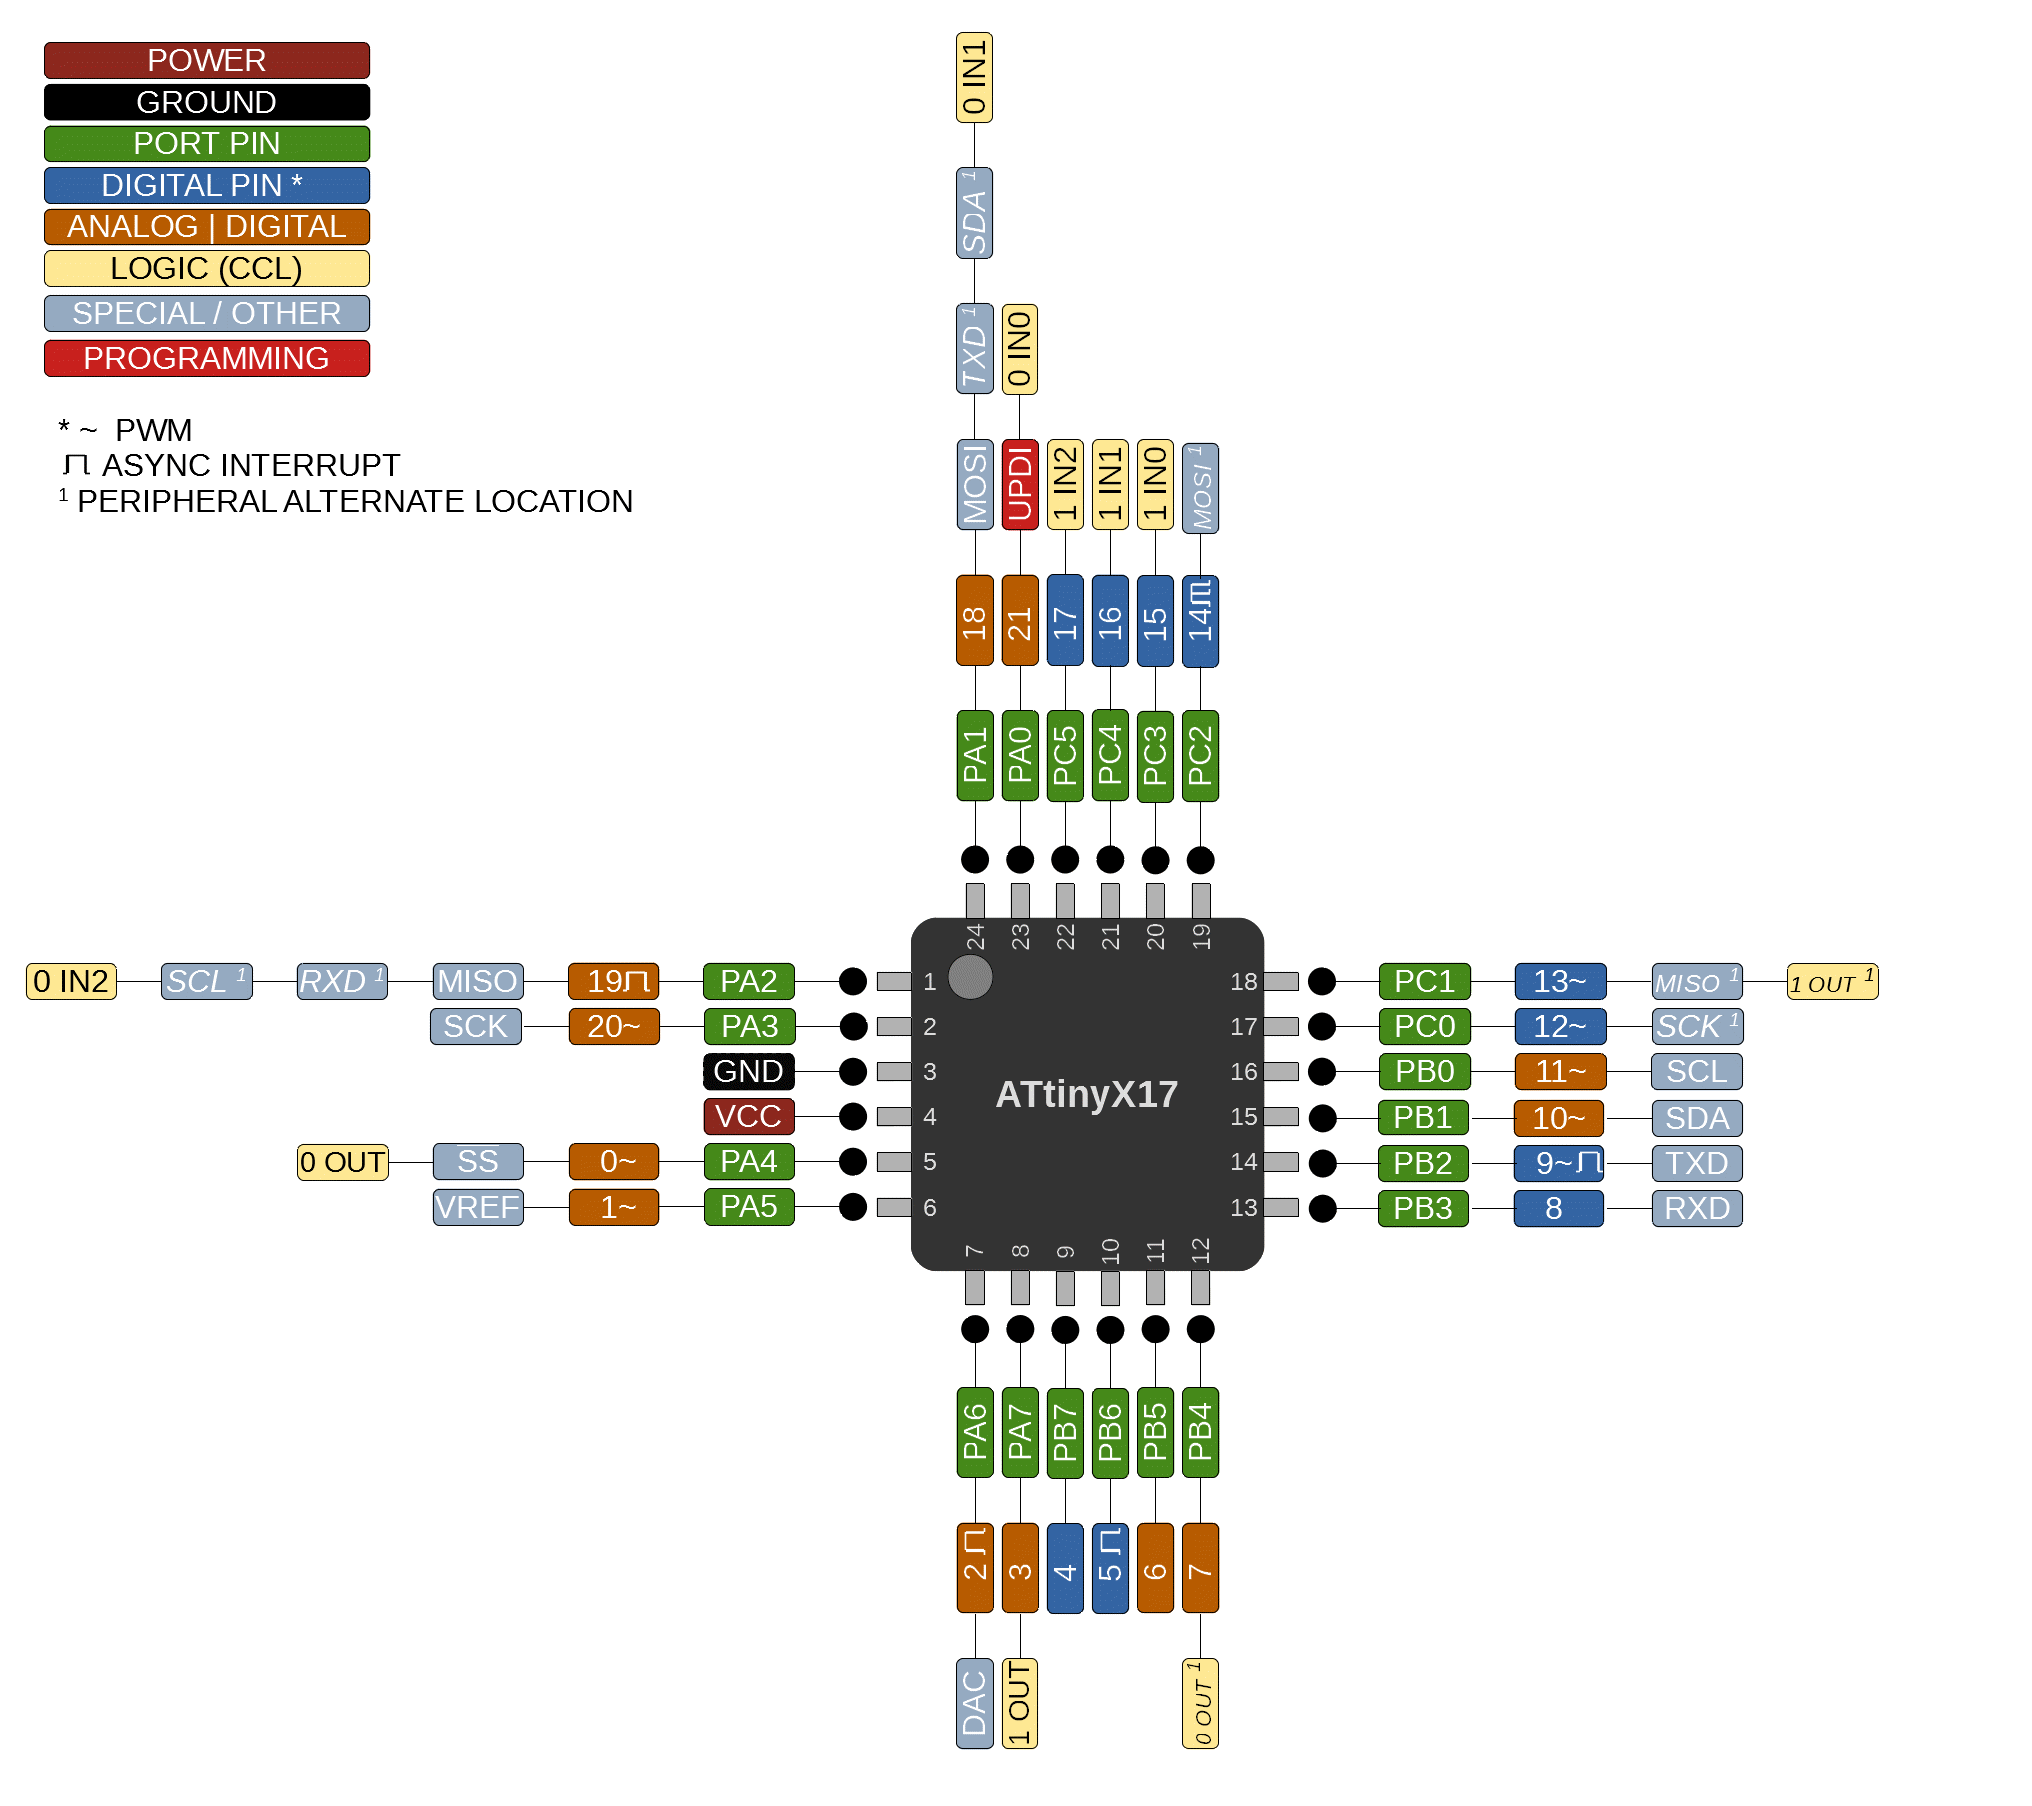 POWER
GROUND
PORT PIN
DIGITAL PIN *
ANALOG | DIGITAL
LOGIC (CCL)
SPECIAL / OTHER
PROGRAMMING
* ~ PWM
ASYNC INTERRUPT
1 PERIPHERAL ALTERNATE LOCATION
0 IN1
SDA 1
TXD 1
0 IN0
MOSI
UPDI
1 IN2
1 IN1
1 IN0
MOSI 1
18
21
17
16
15
14
PA1
PA0
PC5
PC4
PC3
PC2
24
23
22
21
20
19
0 IN2 SCL 1 RXD 1 MISO 19 PA2 1
SCK 20~ PA3 2
GND 3
VCC 4
0 OUT SS 0~ PA4 5
VREF 1~ PA5 6
ATtinyX17
18 PC1 13~ MISO 1 1 OUT 1
17 PC0 12~ SCK 1
16 PB0 11~ SCL
15 PB1 10~ SDA
14 PB2 9~ TXD
13 PB3 8 RXD
7
8
9
10
11
12
PA6
PA7
PB7
PB6
PB5
PB4
2
3
4
5
6
7
DAC
1 OUT
0 OUT 1